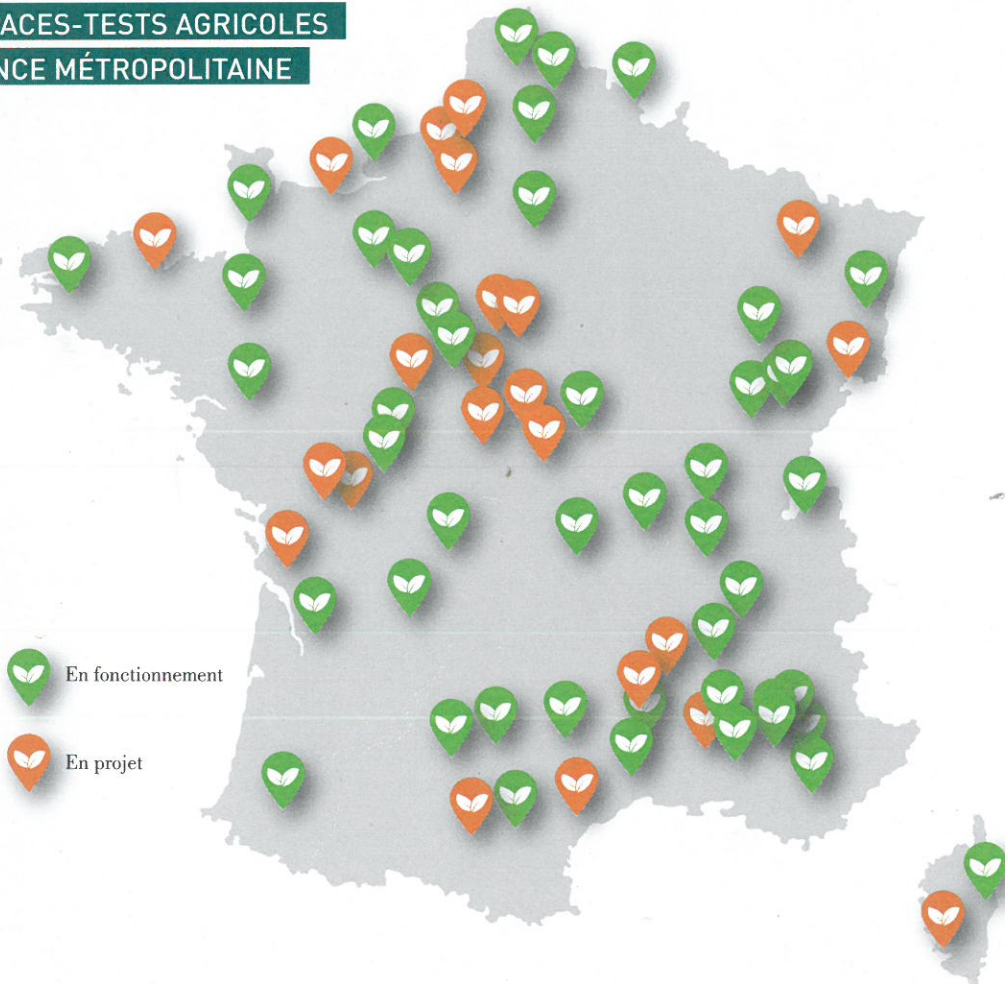 ACES-TESTS AGRICOLES
NCE MÉTROPOLITAINE
En fonctionnement
En projet